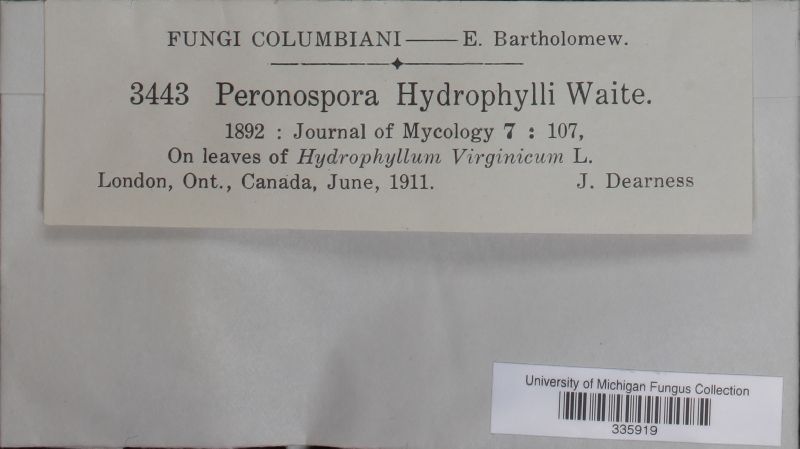 FUNGI COLUMBIANI——E. Bartholomew.
3443 Peronospora Hydrophylli Waite.
1892 : Journal of Mycology 7 : 107,
On leaves of Hydrophyllum Virginicum L.
London, Ont., Canada, June, 1911. J. Dearness
University of Michigan Fungus Collection
335919